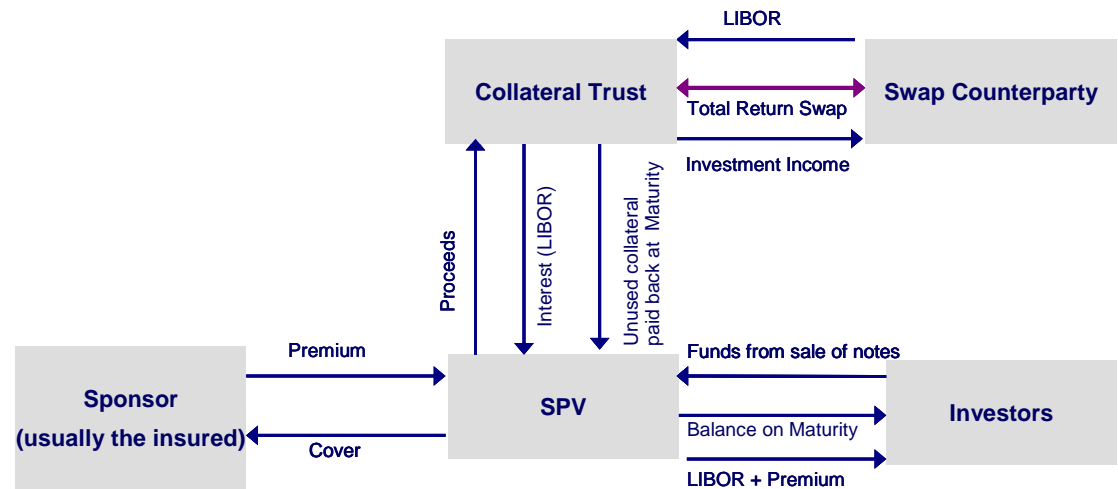 LIBOR
Collateral Trust
Swap Counterparty
Total Return Swap
Investment Income
Proceeds
Interest (LIBOR)
Unused collateral
paid back at Maturity
Premium
Funds from sale of notes
Sponsor
(usually the insured)
SPV
Investors
Balance on Maturity
Cover
LIBOR + Premium